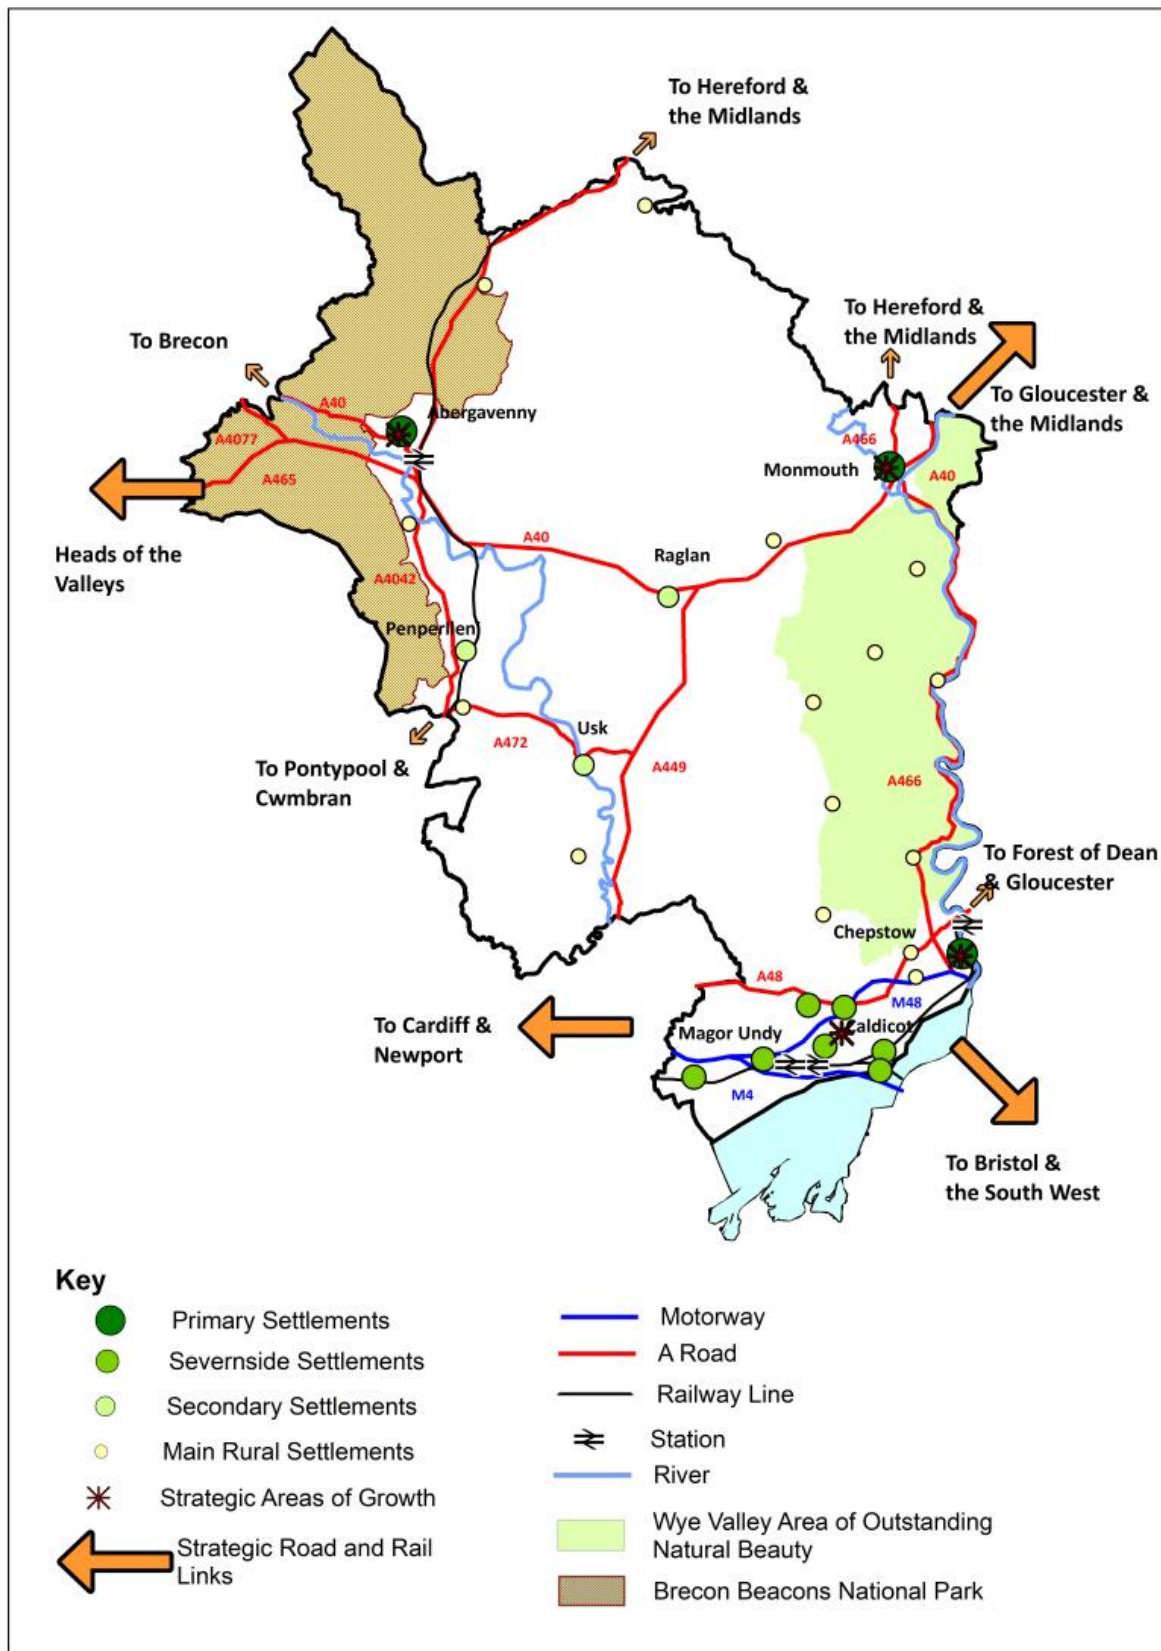 To Hereford &
the Midlands
To Hereford &
the Midlands
To Brecon
To Gloucester &
the Midlands
A40
Abergavenny
A4077
A466
Monmouth
A465
A40
Heads of the
Valleys
A40
Raglan
A4042
Penperllen
Usk
A472
To Pontypool &
Cwmbran
A449
A466
To Forest of Dean
& Gloucester
Chepstow
A48
M48
To Cardiff &
Newport
Magor Undy
Caldicot
M4
To Bristol &
the South West
Key
Primary Settlements
Severnside Settlements
Secondary Settlements
Main Rural Settlements
Strategic Areas of Growth
Strategic Road and Rail
Links
Motorway
A Road
Railway Line
Station
River
Wye Valley Area of Outstanding
Natural Beauty
Brecon Beacons National Park